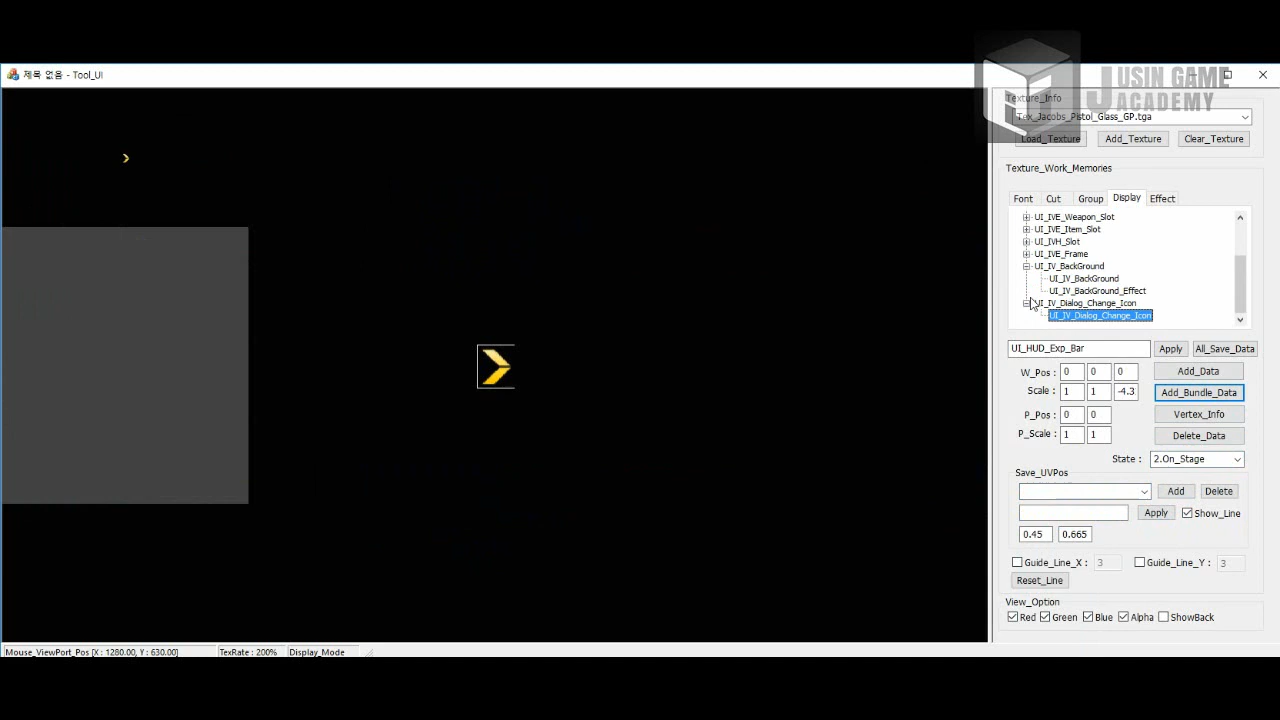 제목 없음 - Tool_UI
JUSIN GAME
ACADEMY
Texture_Info
Tex_Jacobs_Pistol_Glass_GP.tga
Load_Texture Add_Texture Clear_Texture
Texture_Work_Memories
Font Cut Group Display Effect
UI_IVE_Weapon_Slot
UI_IVE_Item_Slot
UI_IVH_Slot
UI_IVE_Frame
UI_IV_BackGround
UI_IV_BackGround
UI_IV_BackGround_Effect
UI_IV_Dialog_Change_Icon
UI_IV_Dialog_Change_Icon
UI_HUD_Exp_Bar Apply All_Save_Data
W_Pos : 0 0 0 Add_Data
Scale : 1 1 -4.3 Add_Bundle_Data
P_Pos : 0 0 Vertex_Info
P_Scale : 1 1 Delete_Data
State : 2.On_Stage
Save_UVPos
Add Delete
Apply Show_Line
0.45 0.665
Guide_Line_X : 3 Guide_Line_Y : 3
Reset_Line
View_Option
Red Green Blue Alpha ShowBack
Mouse_ViewPort_Pos [X : 1280.00, Y : 630.00] TexRate : 200% Display_Mode